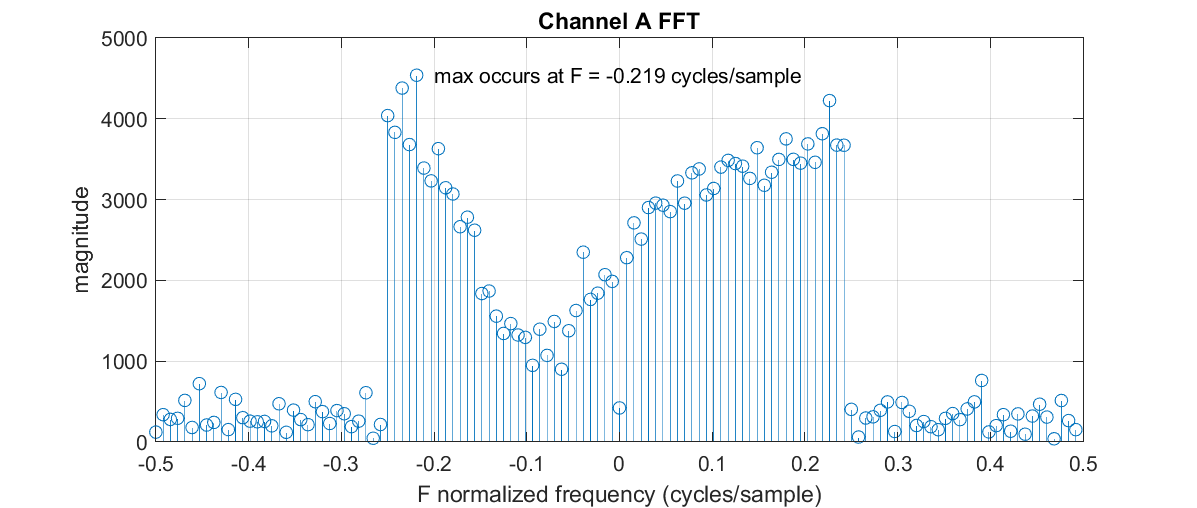 Channel A FFT
5000
max occurs at F = -0.219 cycles/sample
4000
3000
magnitude
2000
1000
0
-0.5 -0.4 -0.3 -0.2 -0.1 0 0.1 0.2 0.3 0.4 0.5
F normalized frequency (cycles/sample)